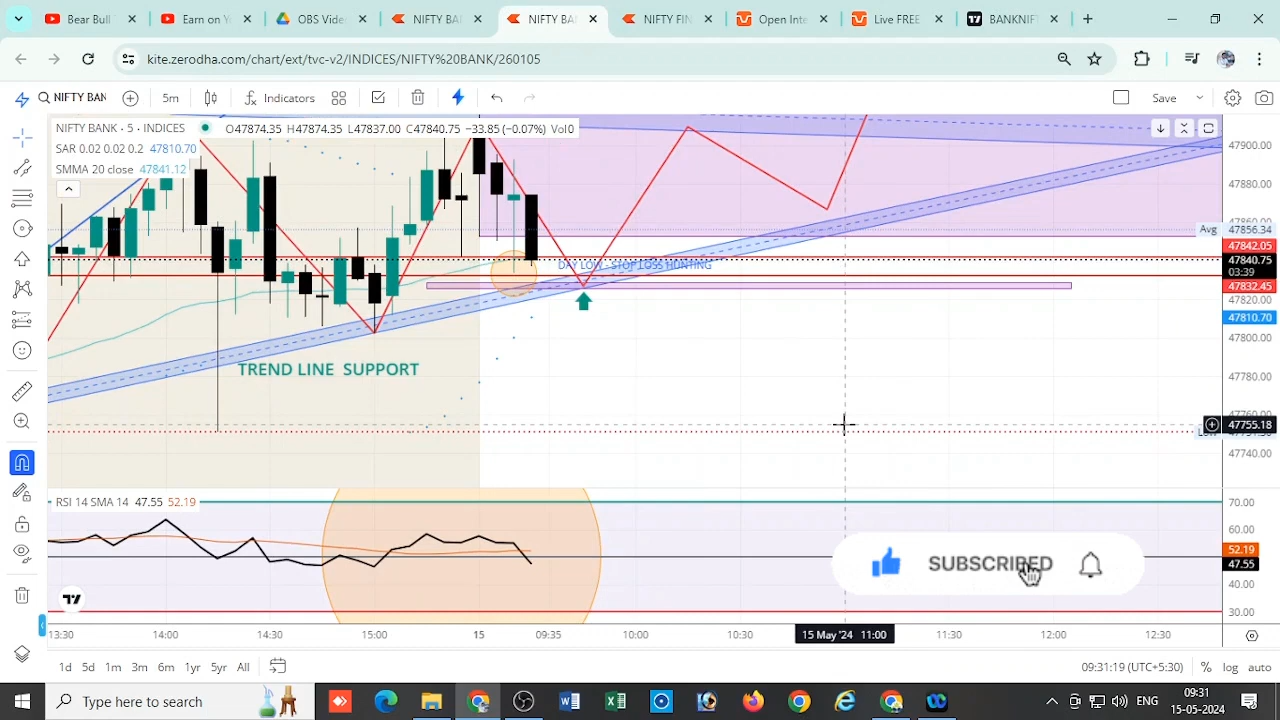 Bear Bull
Earn on Y
OBS Vide
NIFTY BA
NIFTY BA
NIFTY FIN
Open Inte
Live FREE
BANKNIF
kite.zerodha.com/chart/ext/tvc-v2/INDICES/NIFTY%20BANK/260105
NIFTY BAN
5m
Indicators
Save
NIFTY BANK · 5 · INDICES O47874.35 H47874.35 L47837.00 C47840.75 −33.85 (−0.07%) Vol0
SAR 0.02 0.02 0.2 47810.70
SMMA 20 close 47841.12
47900.00
47880.00
47860.00
Avg 47856.34
47842.05
47840.75
03:39
47832.45
47820.00
47810.70
47800.00
47780.00
47760.00
47755.18
Low
47740.00
DAY LOW - STOP LOSS HUNTING
TREND LINE SUPPORT
RSI 14 SMA 14 47.55 52.19
70.00
60.00
52.19
47.55
40.00
30.00
SUBSCRIBED
13:30 14:00 14:30 15:00 15 09:35 10:00 10:30 15 May '24 11:00 11:30 12:00 12:30
1d 5d 1m 3m 6m 1yr 5yr All
09:31:19 (UTC+5:30) % log auto
Type here to search
ENG
09:31
15-05-2024